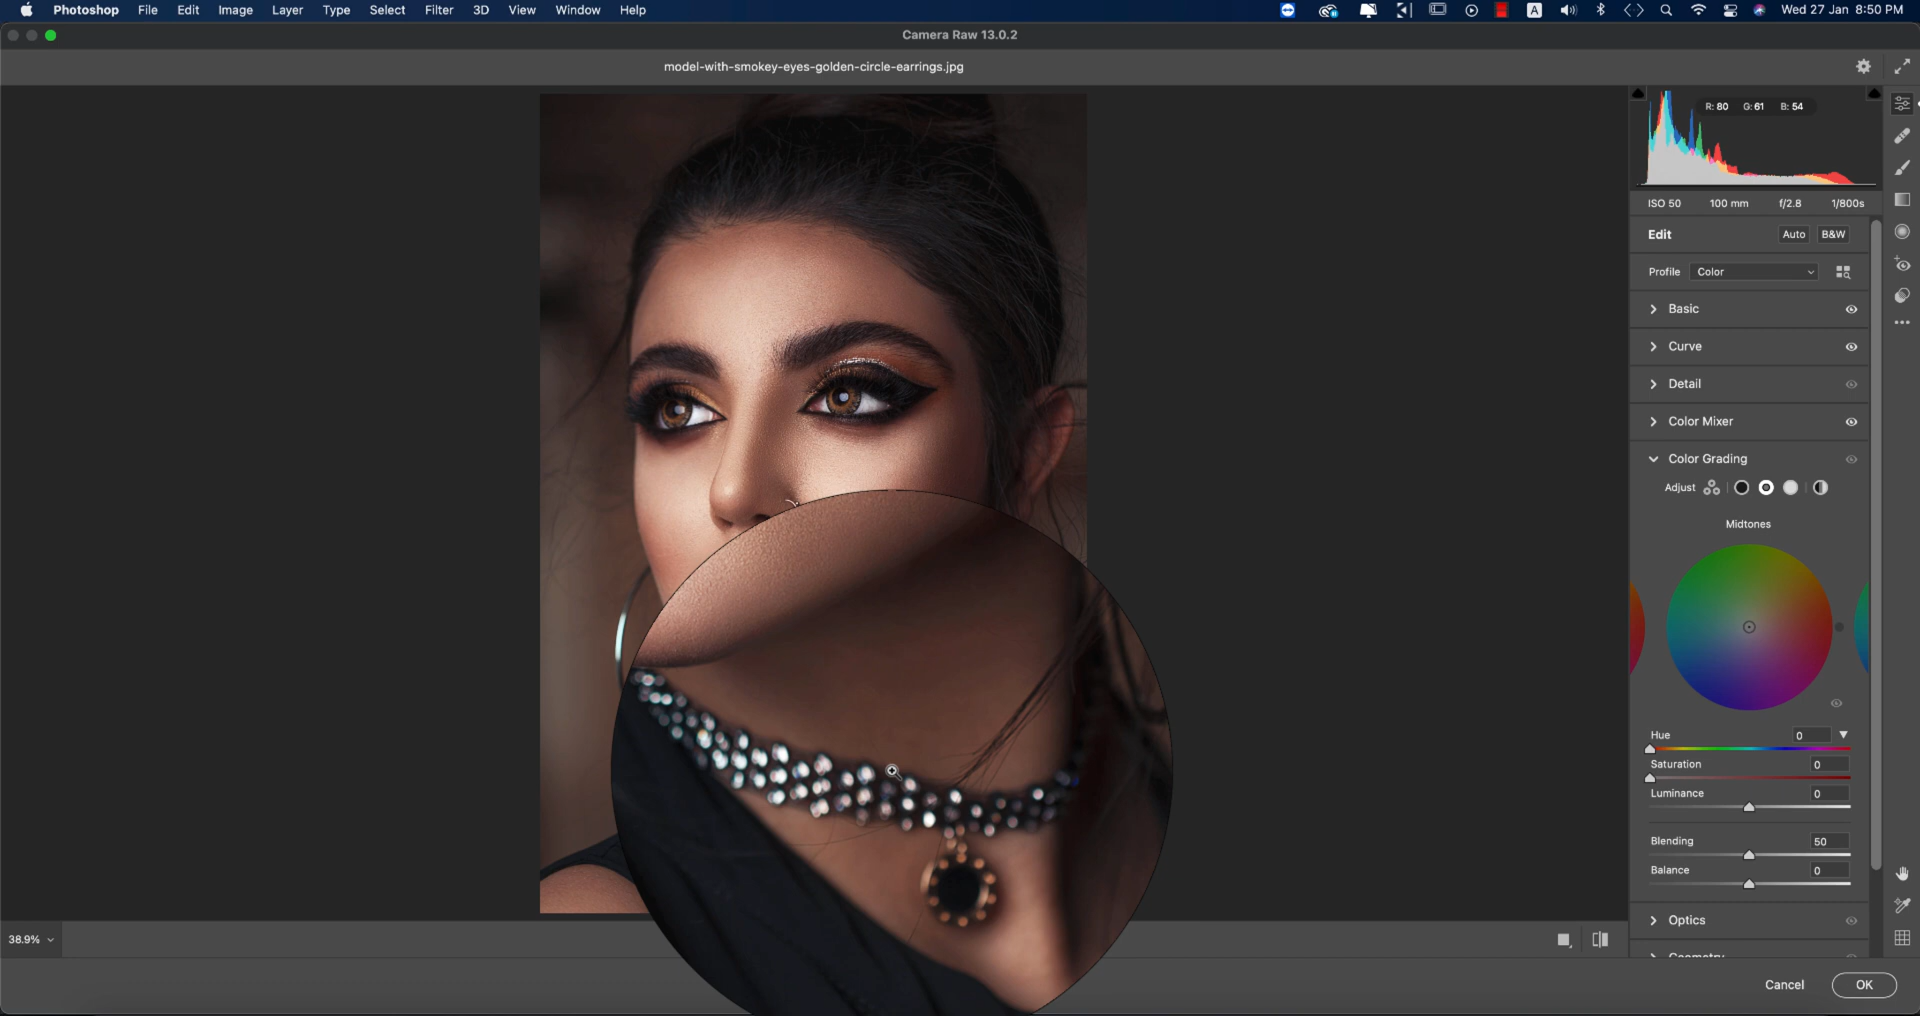 Photoshop File Edit Image Layer Type Select Filter 3D View Window Help A Wed 27 Jan 8:50 PM
Camera Raw 13.0.2
model-with-smokey-eyes-golden-circle-earrings.jpg
R: 80 G: 61 B: 54
ISO 50 100 mm f/2.8 1/800s
Edit Auto B&W
Profile Color
Basic
Curve
Detail
Color Mixer
Color Grading
Adjust
Midtones
Hue 0
Saturation 0
Luminance 0
Blending 50
Balance 0
Optics
Geometry
38.9%
Cancel OK